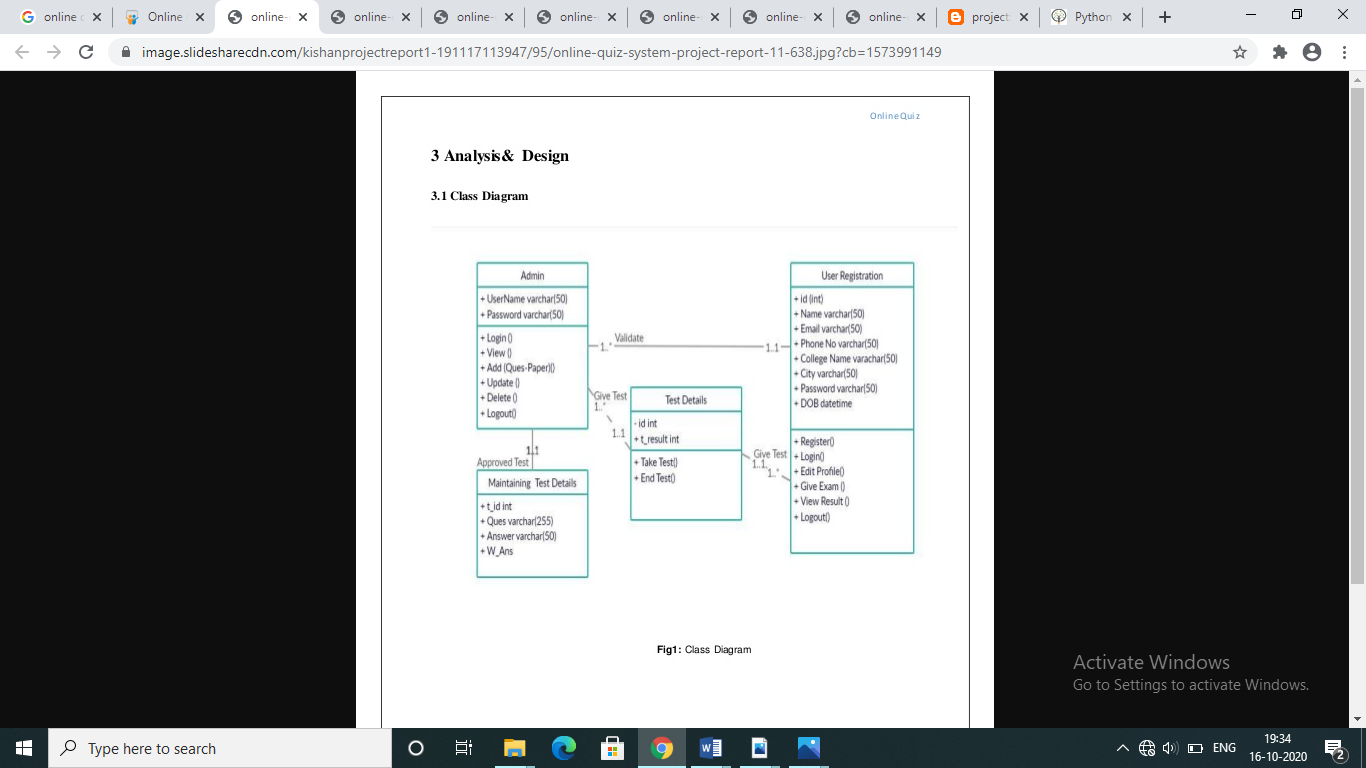 online c
Online
online-
online-
online-
online-
online-
online-
online-
project
Python
image.slidesharecdn.com/kishanprojectreport1-191117113947/95/online-quiz-system-project-report-11-638.jpg?cb=1573991149
OnlineQuiz
3 Analysis& Design
3.1 Class Diagram
Admin
+ UserName varchar(50)
+ Password varchar(50)
+ Login ()
+ View ()
+ Add (Ques-Paper)()
+ Update ()
+ Delete ()
+ Logout()
Validate
1..*
1..1
User Registration
+ id (int)
+ Name varchar(50)
+ Email varchar(50)
+ Phone No varchar(50)
+ College Name varachar(50)
+ City varchar(50)
+ Password varchar(50)
+ DOB datetime
+ Register()
+ Login()
+ Edit Profile()
+ Give Exam ()
+ View Result ()
+ Logout()
Give Test
1..*
1..1
Test Details
- id int
+ t_result int
+ Take Test()
+ End Test()
Give Test
1..1
1..*
1..1
Approved Test
Maintaining Test Details
+ t_id int
+ Ques varchar(255)
+ Answer varchar(50)
+ W_Ans
Fig1: Class Diagram
Activate Windows
Go to Settings to activate Windows.
Type here to search
ENG
19:34
16-10-2020
2